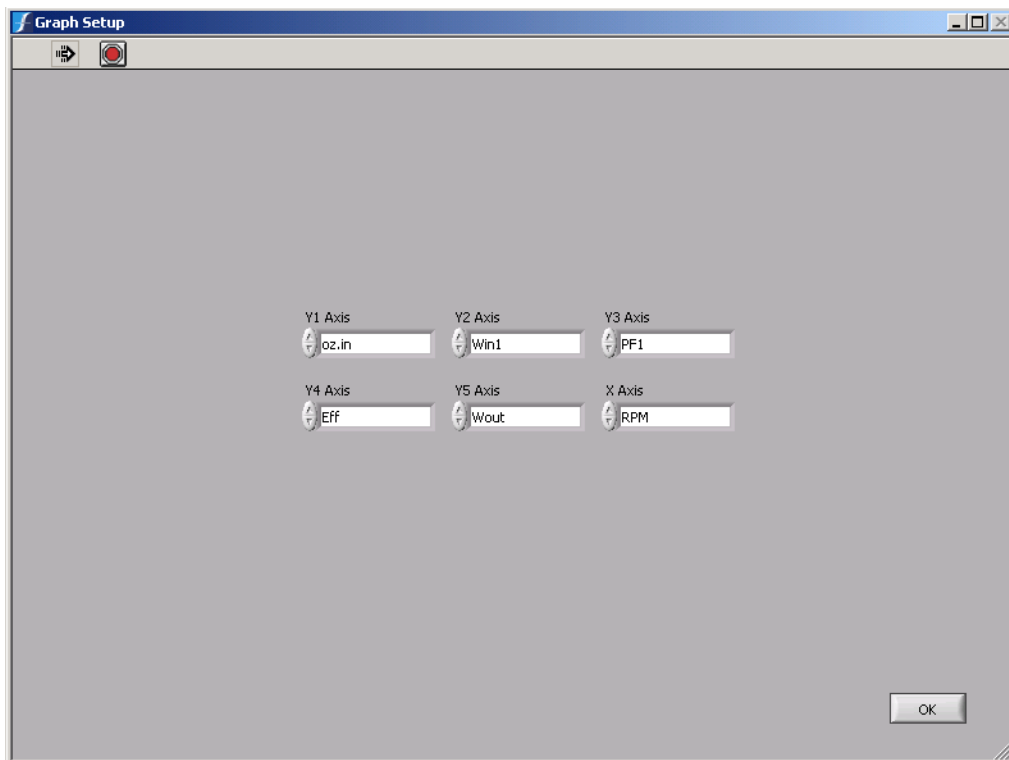 Graph Setup
Y1 Axis Y2 Axis Y3 Axis
oz.in Win1 PF1
Y4 Axis Y5 Axis X Axis
Eff Wout RPM
OK